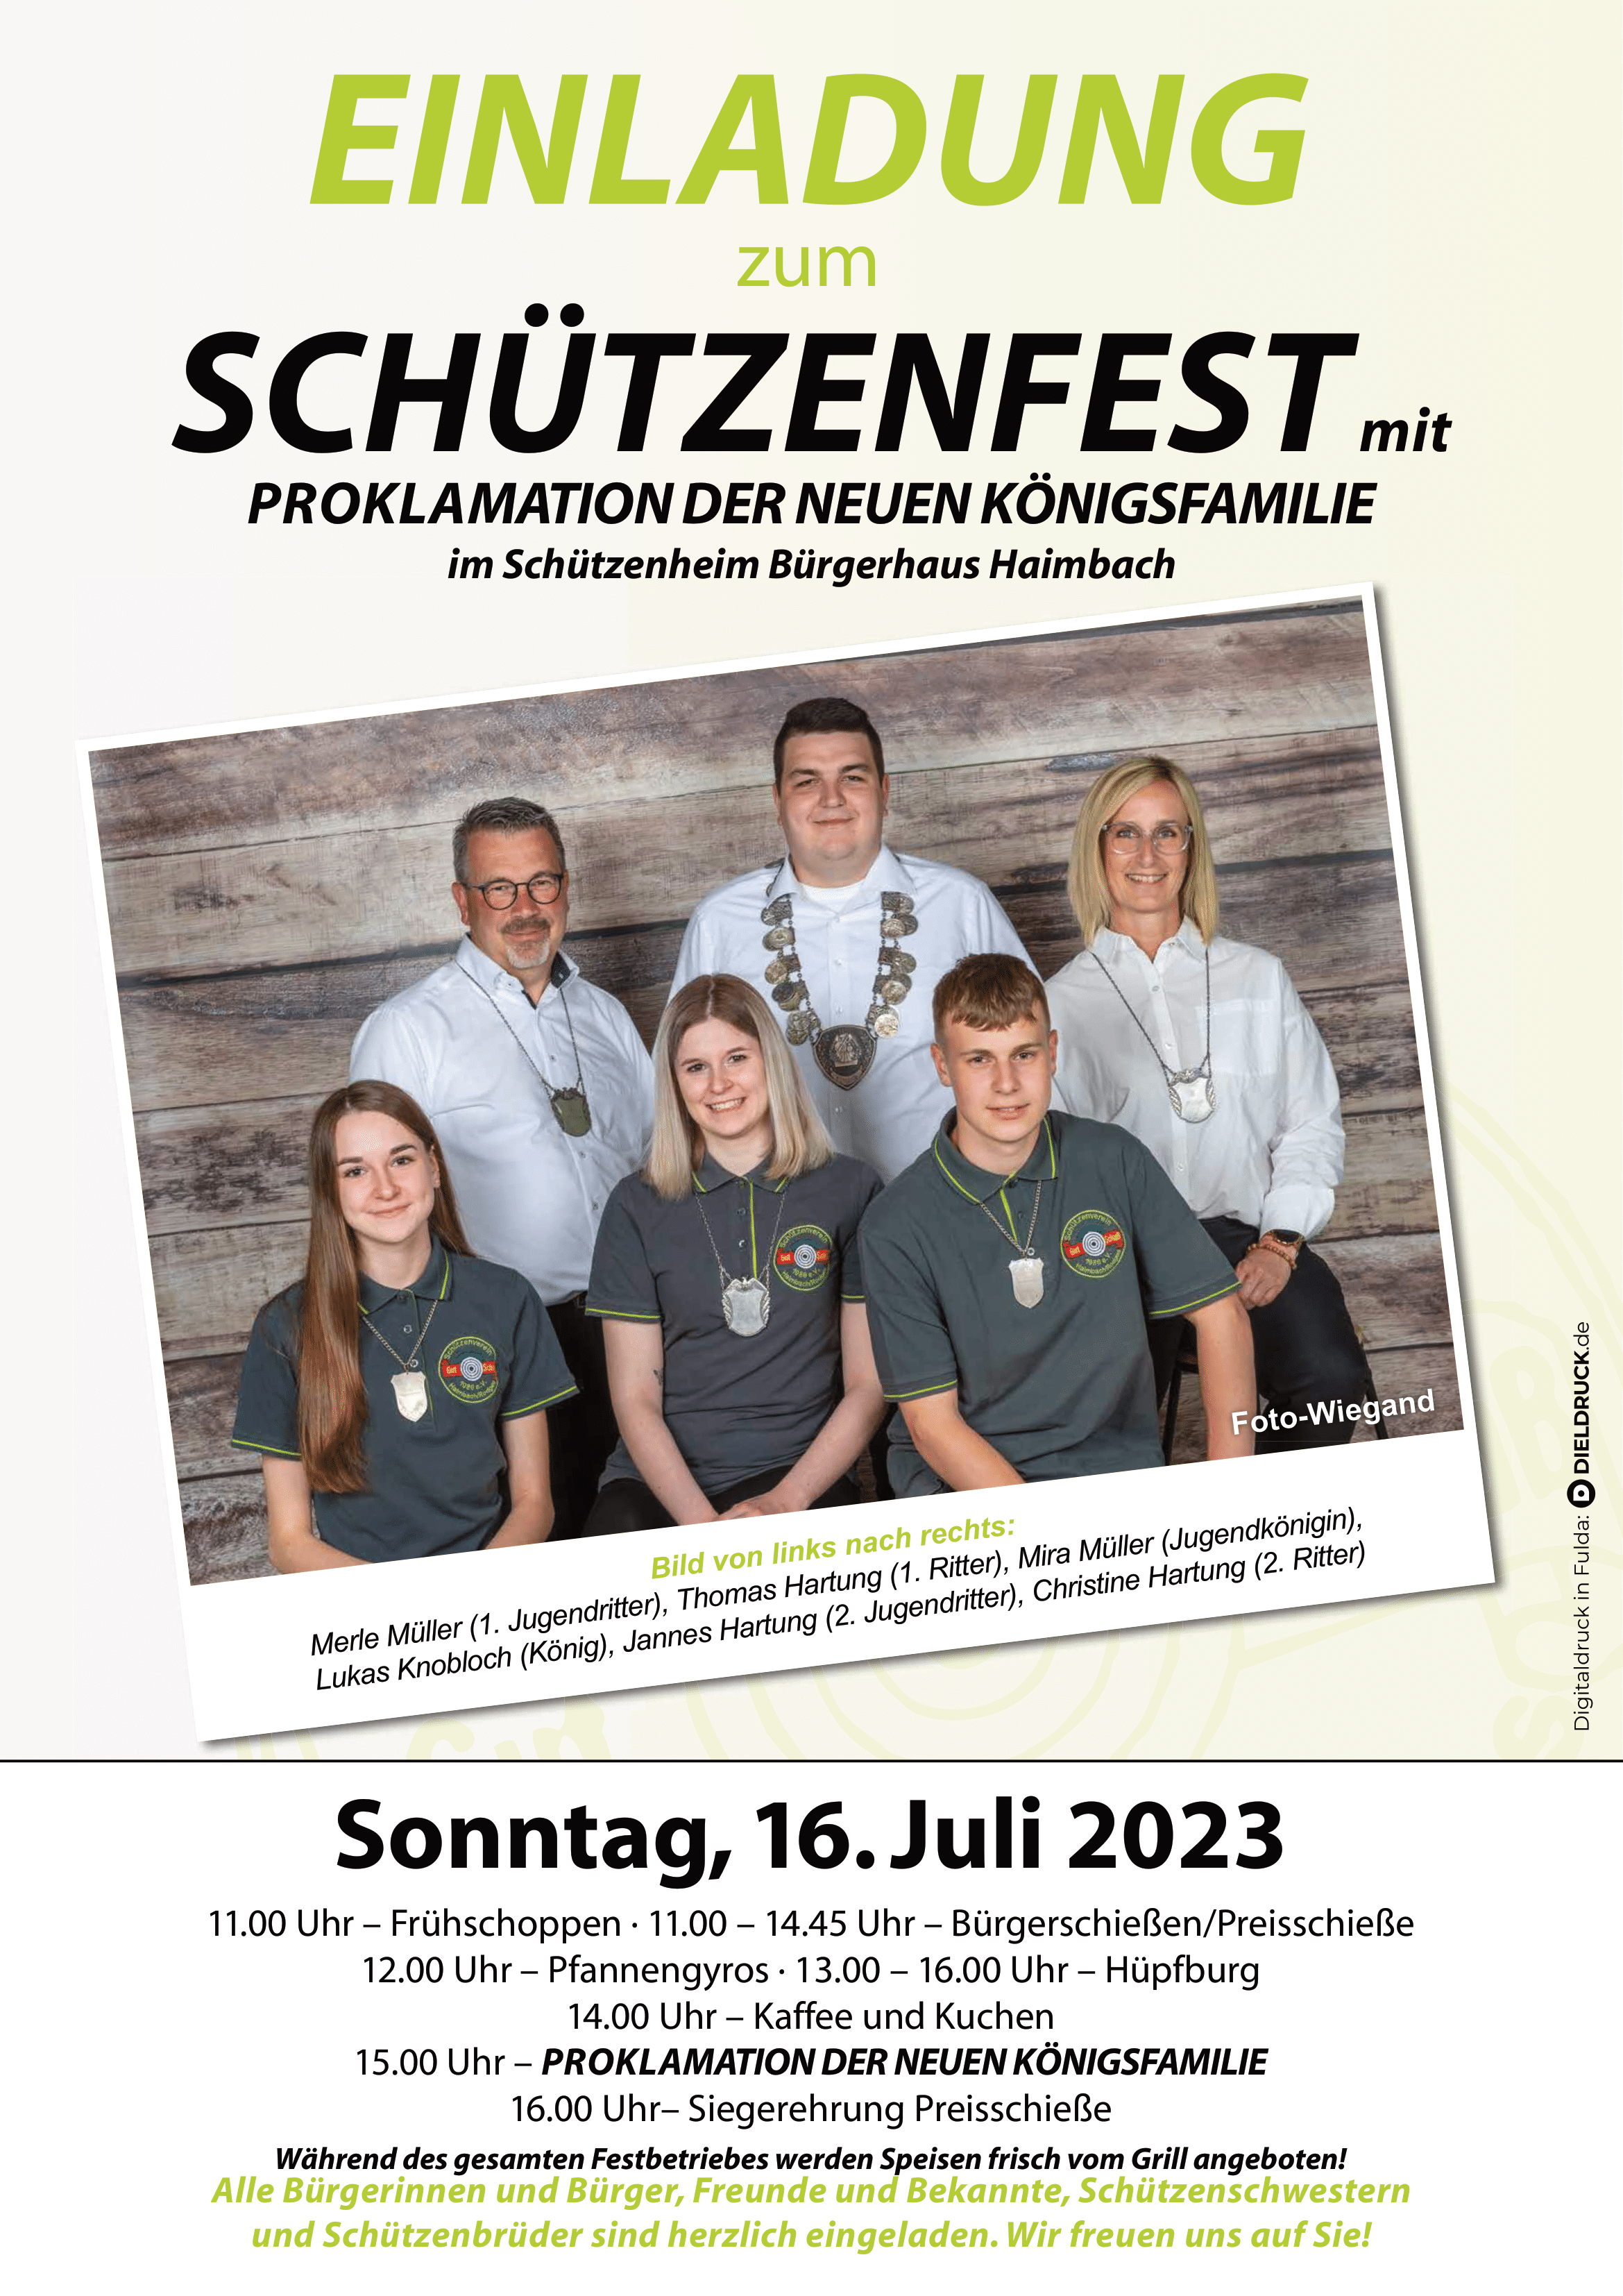 EINLADUNG
zum
SCHÜTZENFEST mit
PROKLAMATION DER NEUEN KÖNIGSFAMILIE
im Schützenheim Bürgerhaus Haimbach
Schützenverein
Gut Schuß
1986 e.V.
Foto-Wiegand
Bild von links nach rechts:
Merle Müller (1. Jugendritter), Thomas Hartung (1. Ritter), Mira Müller (Jugendkönigin),
Lukas Knobloch (König), Jannes Hartung (2. Jugendritter), Christine Hartung (2. Ritter)
Digitaldruck in Fulda: DIELDRUCK.de
Sonntag, 16. Juli 2023
11.00 Uhr – Frühschoppen · 11.00 – 14.45 Uhr – Bürgerschießen/Preisschieße
12.00 Uhr – Pfannengyros · 13.00 – 16.00 Uhr – Hüpfburg
14.00 Uhr – Kaffee und Kuchen
15.00 Uhr – PROKLAMATION DER NEUEN KÖNIGSFAMILIE
16.00 Uhr– Siegerehrung Preisschieße
Während des gesamten Festbetriebes werden Speisen frisch vom Grill angeboten!
Alle Bürgerinnen und Bürger, Freunde und Bekannte, Schützenschwestern
und Schützenbrüder sind herzlich eingeladen. Wir freuen uns auf Sie!